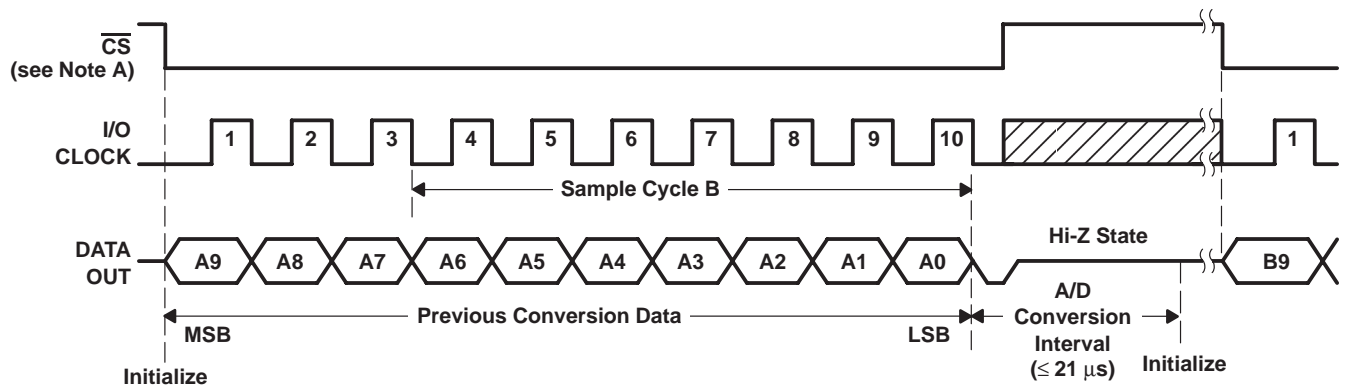 CS
(see Note A)
I/O
CLOCK
1 2 3 4 5 6 7 8 9 10 1
Sample Cycle B
DATA
OUT
A9 A8 A7 A6 A5 A4 A3 A2 A1 A0 B9
Hi-Z State
Previous Conversion Data
MSB
LSB
A/D
Conversion
Interval
(≤ 21 μs)
Initialize
Initialize